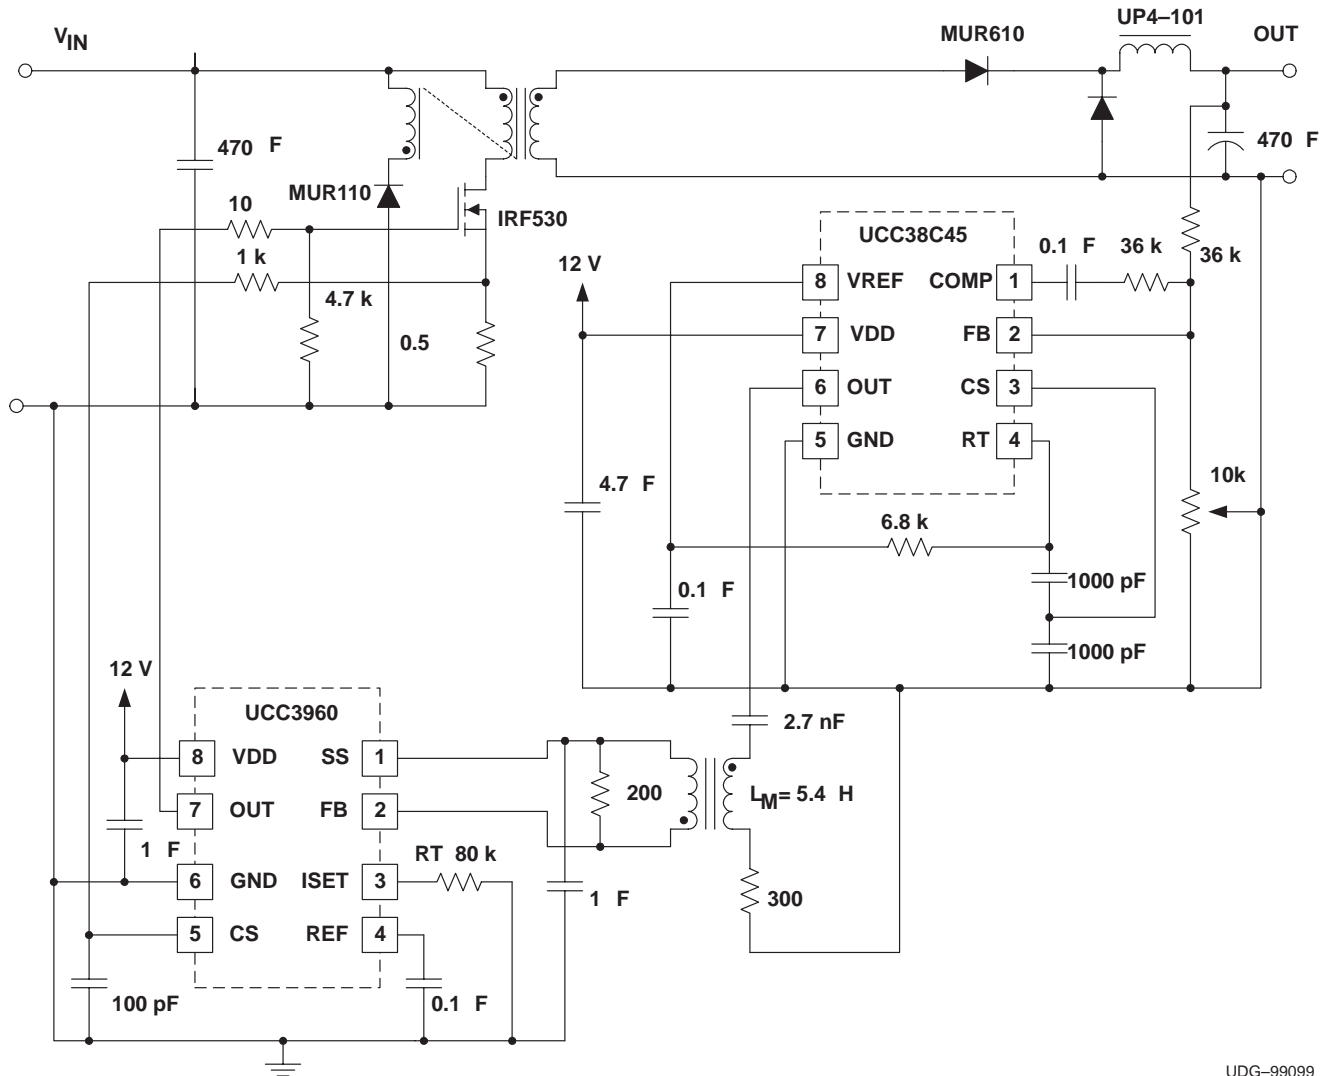 UP4–101
VIN
MUR610
OUT
470 F
470 F
MUR110
10
IRF530
UCC38C45
0.1 F
36 k
36 k
1 k
12 V
8 VREF COMP 1
4.7 k
0.5
7 VDD FB 2
6 OUT CS 3
5 GND RT 4
10k
4.7 F
6.8 k
0.1 F
1000 pF
1000 pF
12 V
UCC3960
2.7 nF
8 VDD SS 1
200
LM= 5.4 H
7 OUT FB 2
1 F
RT 80 k
6 GND ISET 3
1 F
300
5 CS REF 4
100 pF
0.1 F
UDG–99099